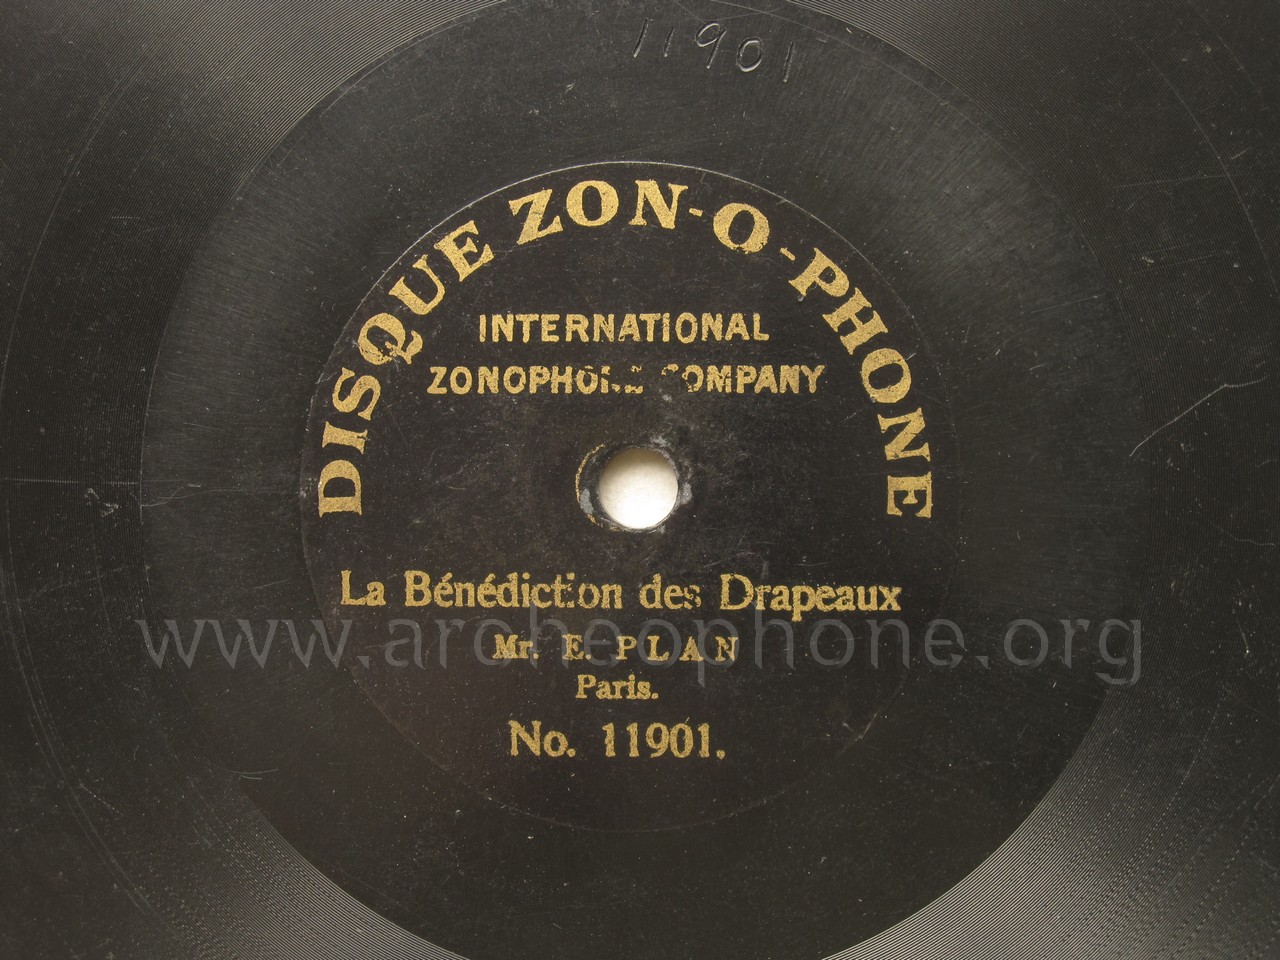 11901
DISQUE ZON-O-PHONE
INTERNATIONAL
ZONOPHONE COMPANY
La Bénédiction des Drapeaux
www.archeophone.org
Mr. E. PLAN
Paris.
No. 11901.